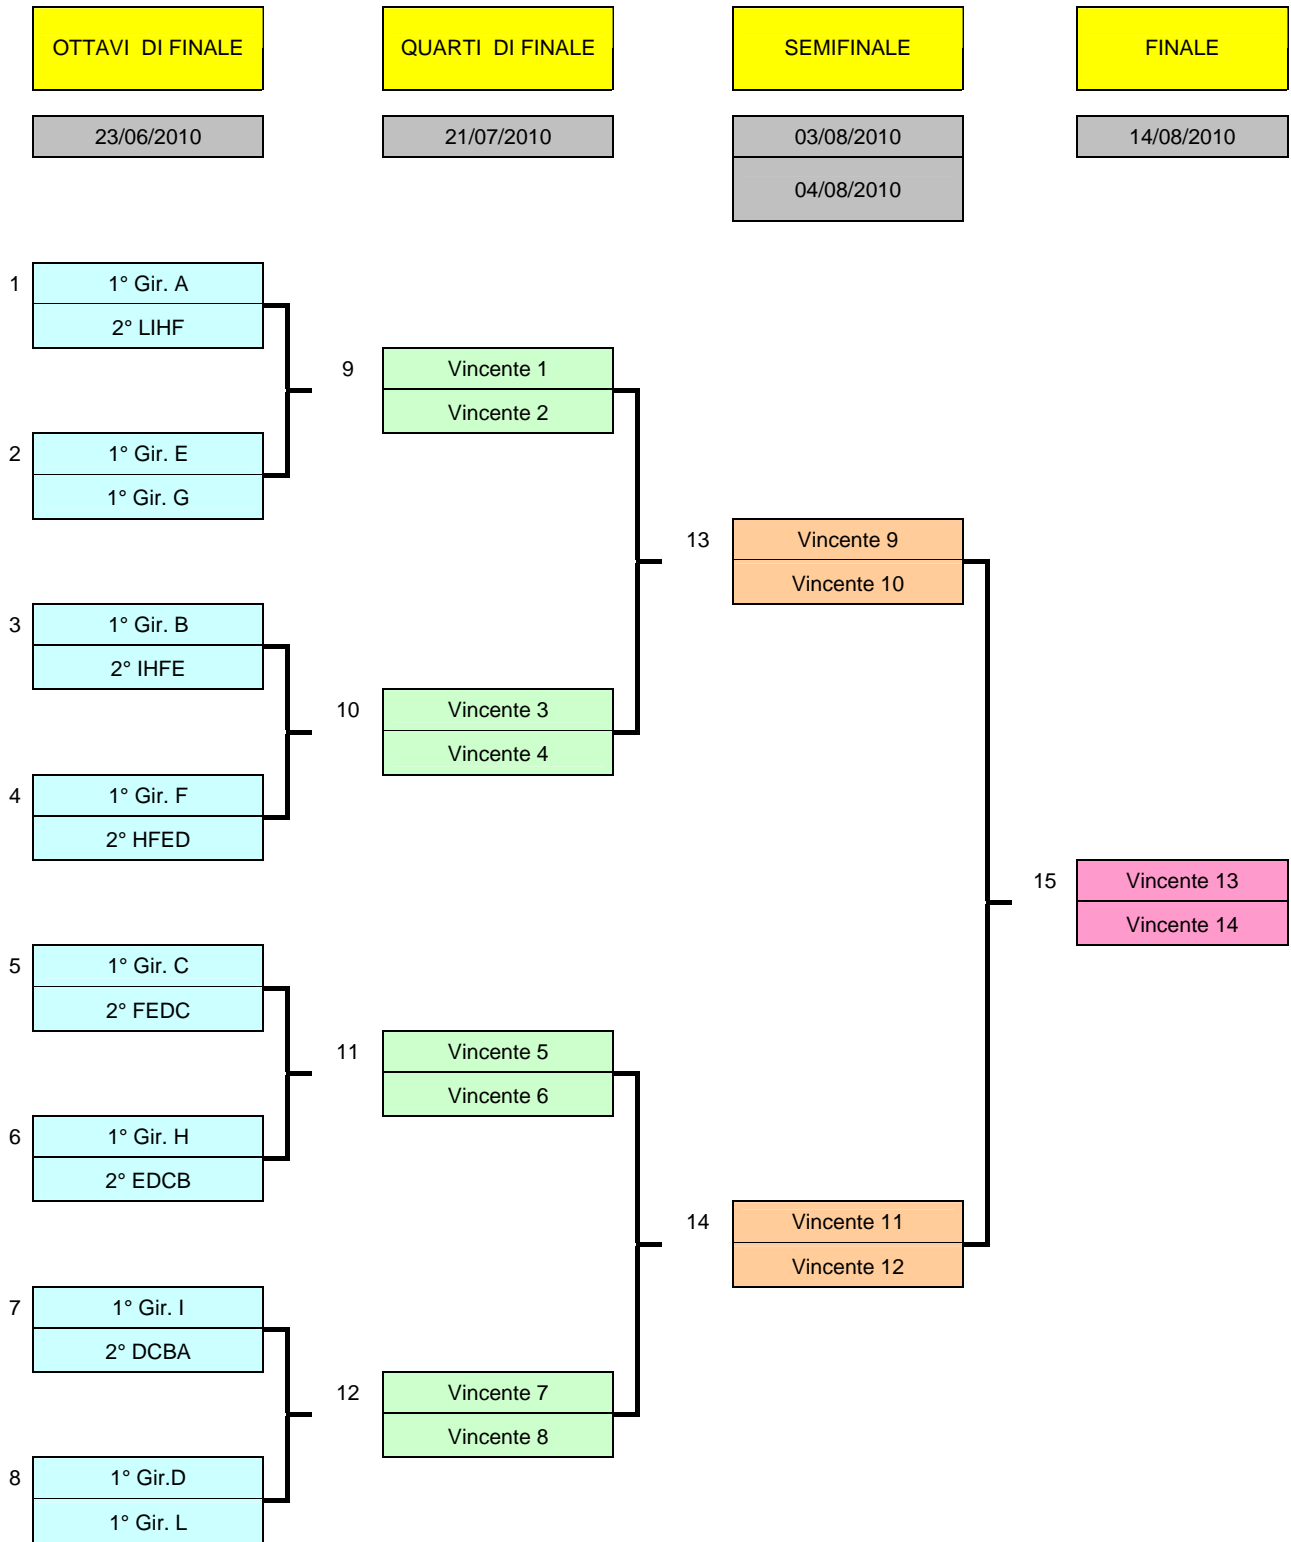 OTTAVI DI FINALE
QUARTI DI FINALE
SEMIFINALE
FINALE
23/06/2010
21/07/2010
03/08/2010
14/08/2010
04/08/2010
1
1° Gir. A
2° LIHF
9
Vincente 1
Vincente 2
2
1° Gir. E
1° Gir. G
13
Vincente 9
Vincente 10
3
1° Gir. B
2° IHFE
10
Vincente 3
Vincente 4
4
1° Gir. F
2° HFED
15
Vincente 13
Vincente 14
5
1° Gir. C
2° FEDC
11
Vincente 5
Vincente 6
6
1° Gir. H
2° EDCB
14
Vincente 11
Vincente 12
7
1° Gir. I
2° DCBA
12
Vincente 7
Vincente 8
8
1° Gir.D
1° Gir. L